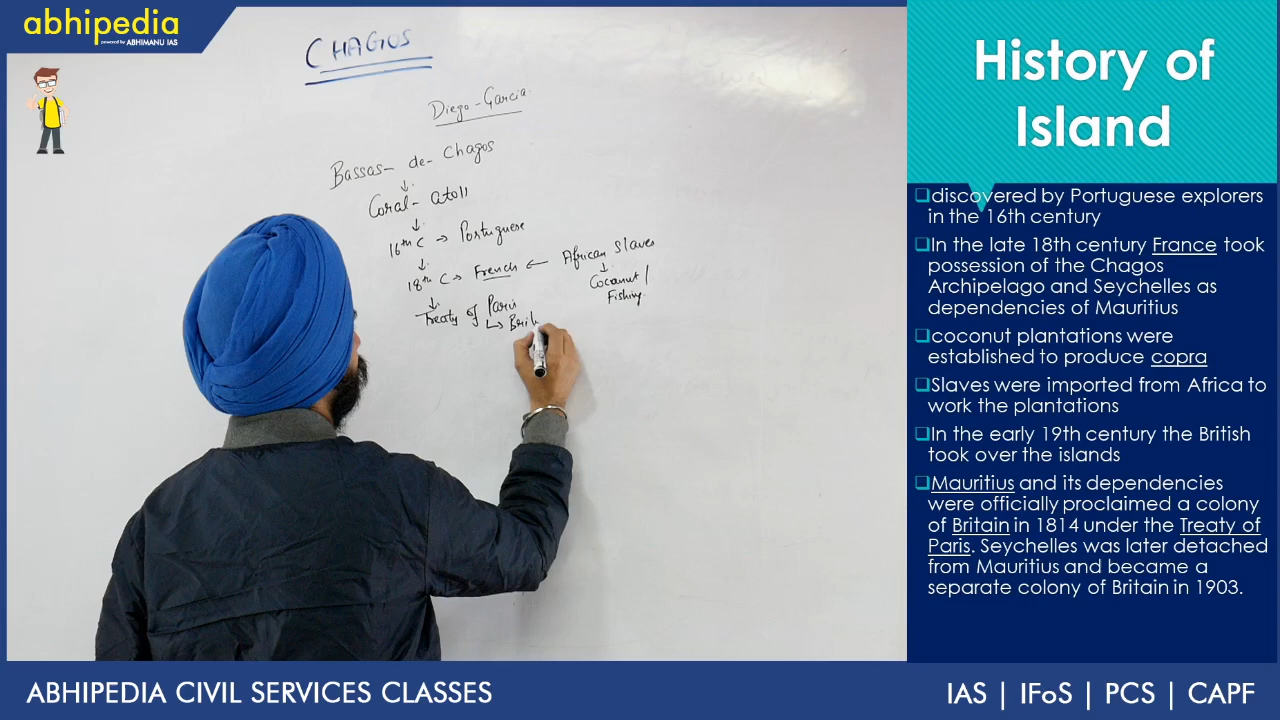 abhipedia
powered by ABHIMANU IAS
CHAGOS
Diego-Garcia
Bassas- de- Chagos
↓
Coral- atoll
↓
16th C → Portuguese
↓
18th C → French ← African Slaves
↓
Coconut /
Fishing
↓
Treaty of Paris
↳ Brit
History of
Island
❑discovered by Portuguese explorers
in the 16th century
❑In the late 18th century France took
possession of the Chagos
Archipelago and Seychelles as
dependencies of Mauritius
❑coconut plantations were
established to produce copra
❑Slaves were imported from Africa to
work the plantations
❑In the early 19th century the British
took over the islands
❑Mauritius and its dependencies
were officially proclaimed a colony
of Britain in 1814 under the Treaty of
Paris. Seychelles was later detached
from Mauritius and became a
separate colony of Britain in 1903.
ABHIPEDIA CIVIL SERVICES CLASSES
IAS | IFoS | PCS | CAPF